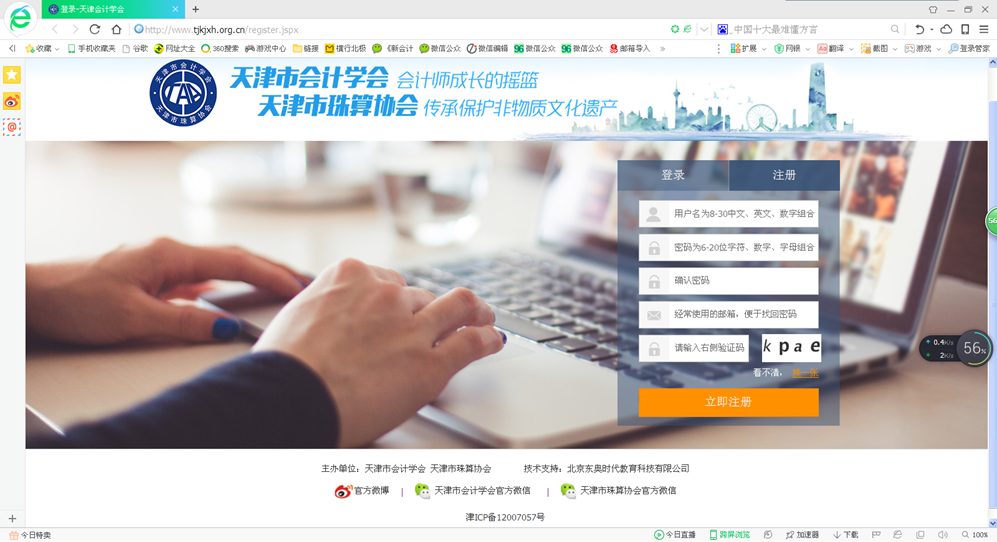 登录-天津会计学会
http://www.tjkjxh.org.cn/register.jspx
中国十大最难懂方言
收藏 手机收藏夹 谷歌 网址大全 360搜索 游戏中心 链接 横行北极 《新会计 微信公众 微信编辑 微信公众 微信公众 邮箱导入 » 扩展 网银 翻译 截图 游戏 登录管家
天津市会计学会 会计师成长的摇篮
天津市珠算协会 传承保护非物质文化遗产
天津市会计学会
天津市珠算协会
登录 注册
用户名为8-30中文、英文、数字组合
密码为6-20位字符、数字、字母组合
确认密码
经常使用的邮箱，便于找回密码
请输入右侧验证码 k p a e
看不清， 换一张
立即注册
56
0.4K/s
2K/s
56%
主办单位：天津市会计学会 天津市珠算协会 技术支持：北京东奥时代教育科技有限公司
官方微博 | 天津市会计学会官方微信 | 天津市珠算协会官方微信
津ICP备12007057号
今日特卖 今日直播 跨屏浏览 加速器 下载 100%